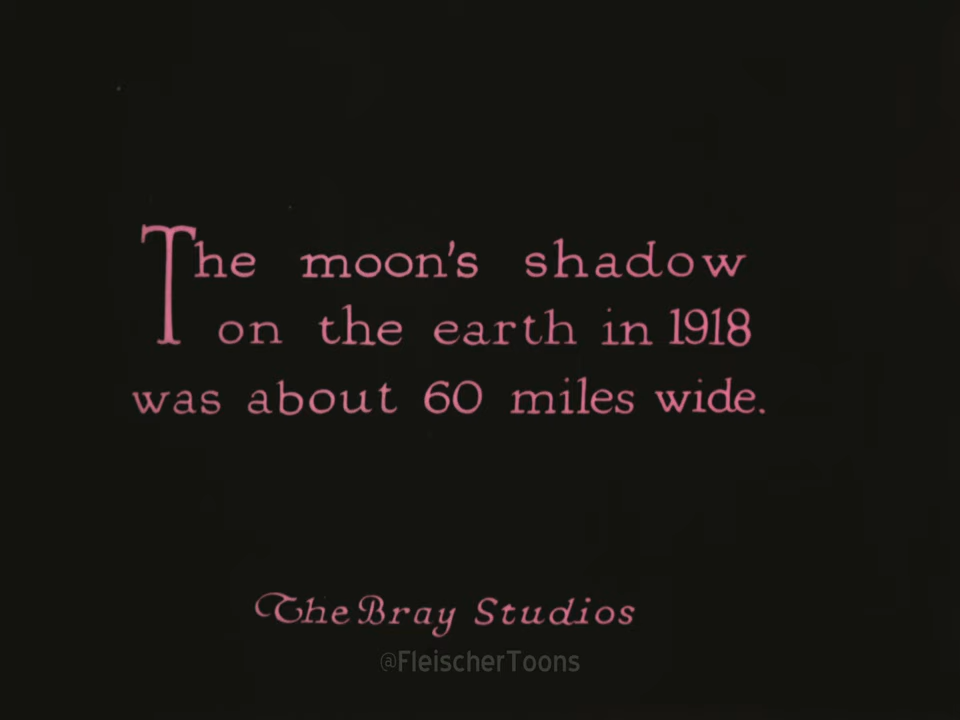 The moon's shadow
on the earth in 1918
was about 60 miles wide.
The Bray Studios
@FleischerToons